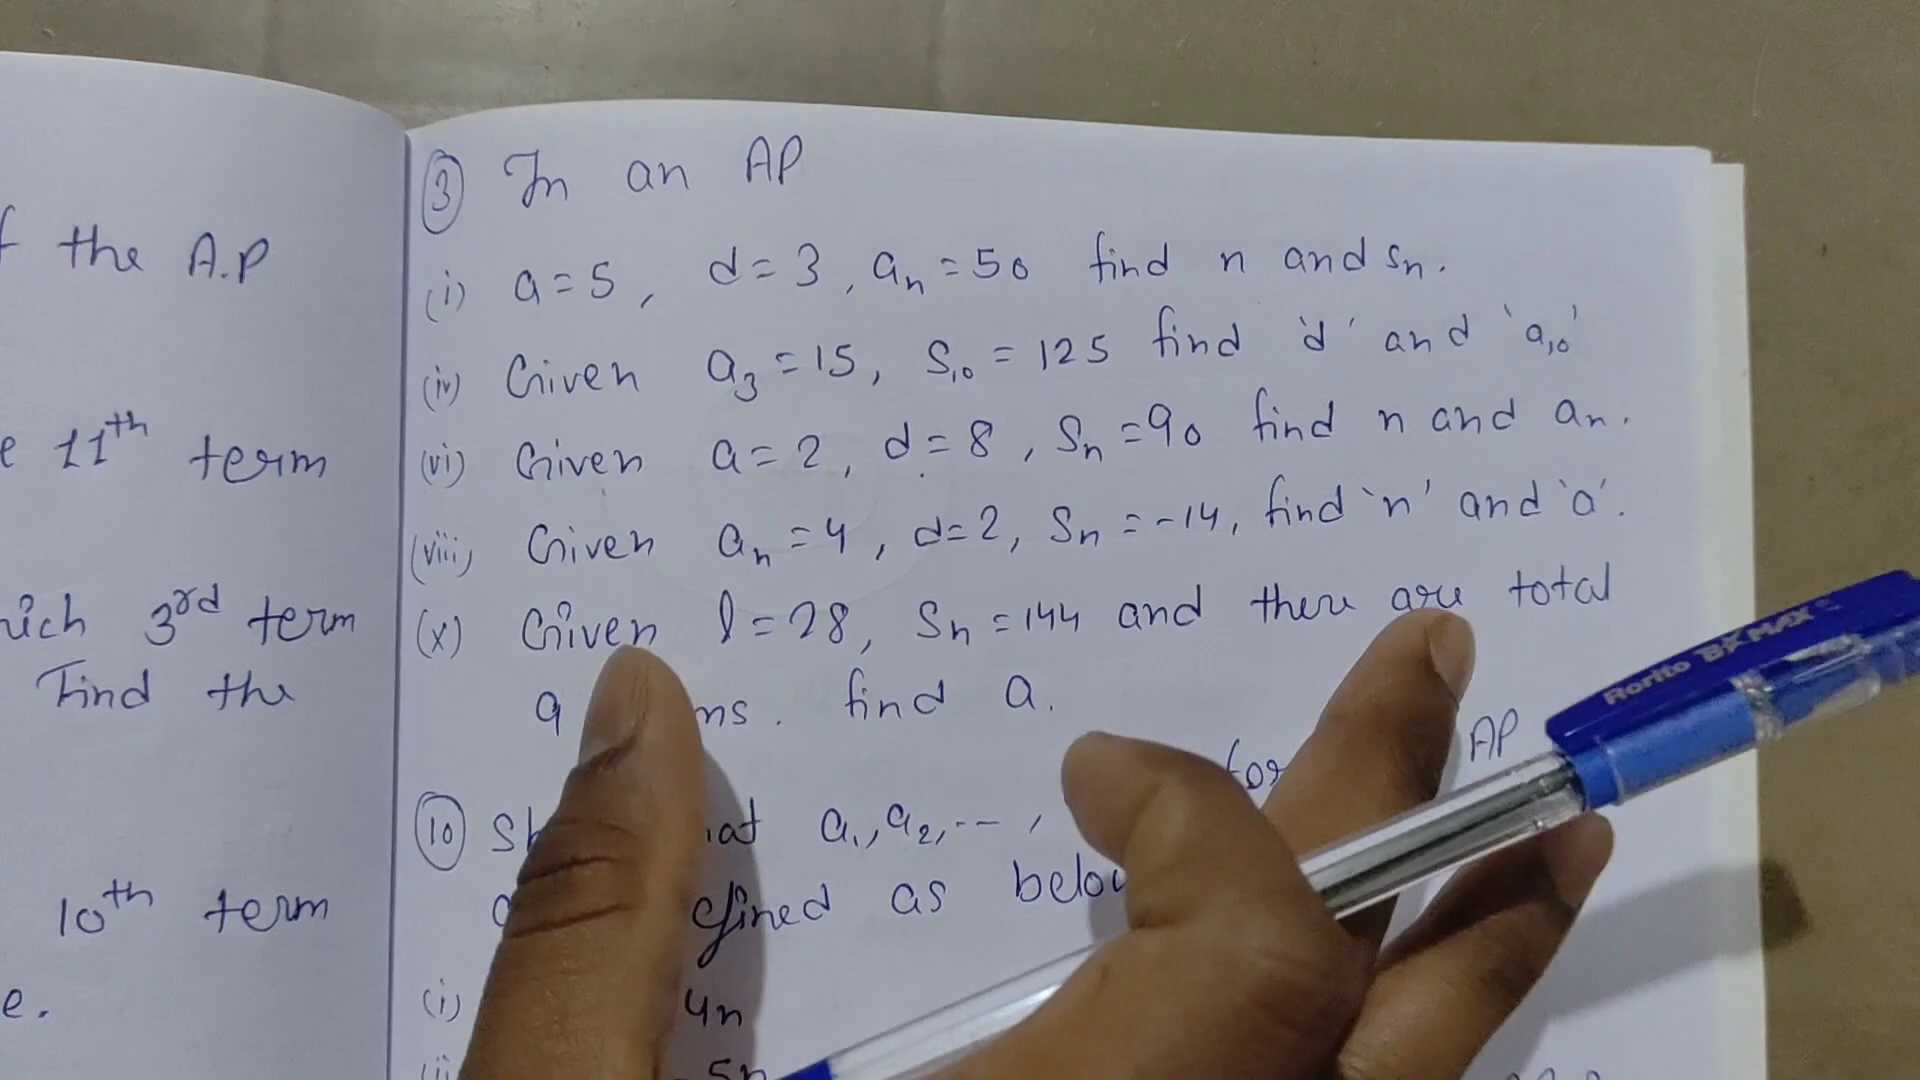 f the A.P
e 11th term
3rd term
Find the
10th term
e.
③ In an AP
(i) a=5, d=3, an=50 find n and Sn.
(iv) Given a3=15, S10=125 find 'd' and 'a10'
(vi) Given a=2, d=8, Sn=90 find n and an.
(viii) Given an=4, d=2, Sn=-14, find 'n' and 'a'.
(x) Given l=28, Sn=144 and there are total
9 ms. find a.
AP
⑩ at a1, a2, --, for
fined as below
(i) 4n
5n
Rorito
MAX